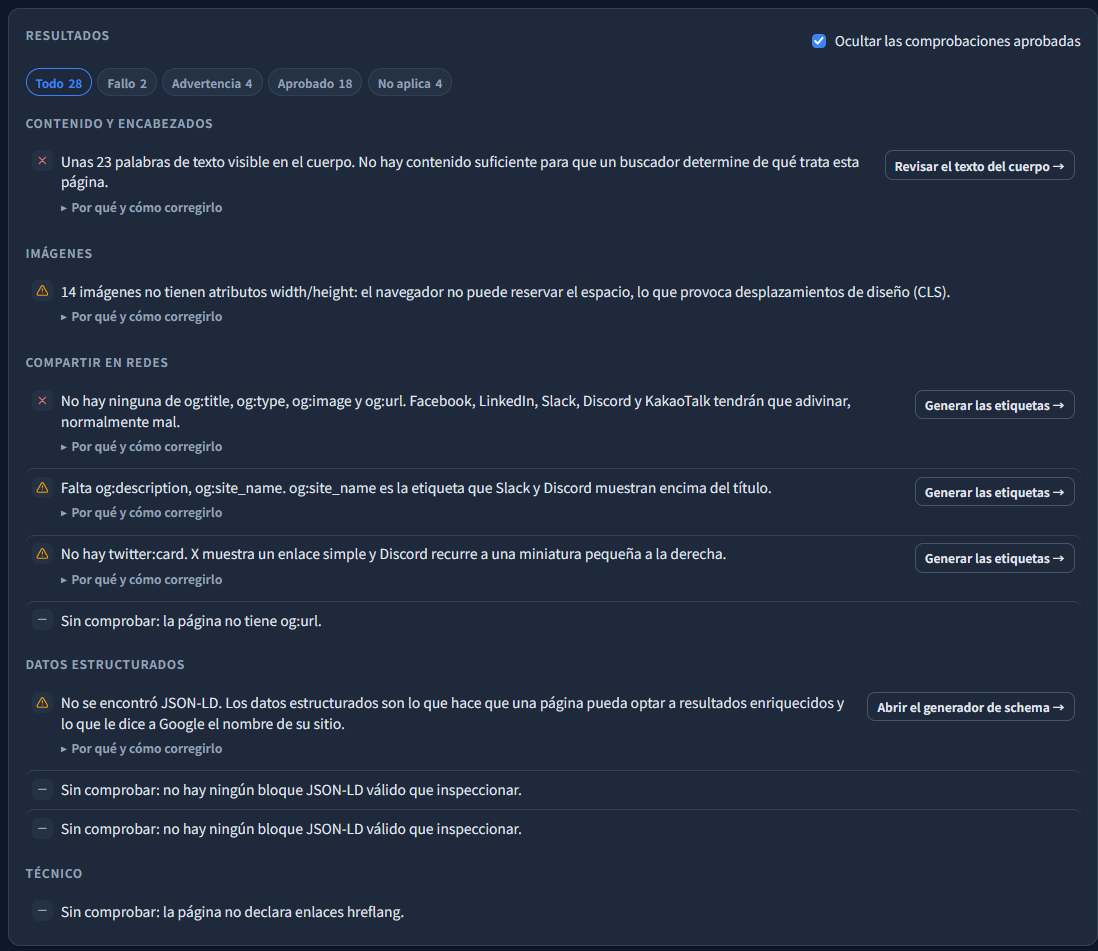 RESULTADOS
Ocultar las comprobaciones aprobadas
Todo 28
Fallo 2
Advertencia 4
Aprobado 18
No aplica 4
CONTENIDO Y ENCABEZADOS
Unas 23 palabras de texto visible en el cuerpo. No hay contenido suficiente para que un buscador determine de qué trata esta
página.
Revisar el texto del cuerpo →
▸ Por qué y cómo corregirlo
IMÁGENES
14 imágenes no tienen atributos width/height: el navegador no puede reservar el espacio, lo que provoca desplazamientos de diseño (CLS).
▸ Por qué y cómo corregirlo
COMPARTIR EN REDES
No hay ninguna de og:title, og:type, og:image y og:url. Facebook, LinkedIn, Slack, Discord y KakaoTalk tendrán que adivinar,
normalmente mal.
Generar las etiquetas →
▸ Por qué y cómo corregirlo
Falta og:description, og:site_name. og:site_name es la etiqueta que Slack y Discord muestran encima del título.
Generar las etiquetas →
▸ Por qué y cómo corregirlo
No hay twitter:card. X muestra un enlace simple y Discord recurre a una miniatura pequeña a la derecha.
Generar las etiquetas →
▸ Por qué y cómo corregirlo
Sin comprobar: la página no tiene og:url.
DATOS ESTRUCTURADOS
No se encontró JSON-LD. Los datos estructurados son lo que hace que una página pueda optar a resultados enriquecidos y
lo que le dice a Google el nombre de su sitio.
Abrir el generador de schema →
▸ Por qué y cómo corregirlo
Sin comprobar: no hay ningún bloque JSON-LD válido que inspeccionar.
Sin comprobar: no hay ningún bloque JSON-LD válido que inspeccionar.
TÉCNICO
Sin comprobar: la página no declara enlaces hreflang.